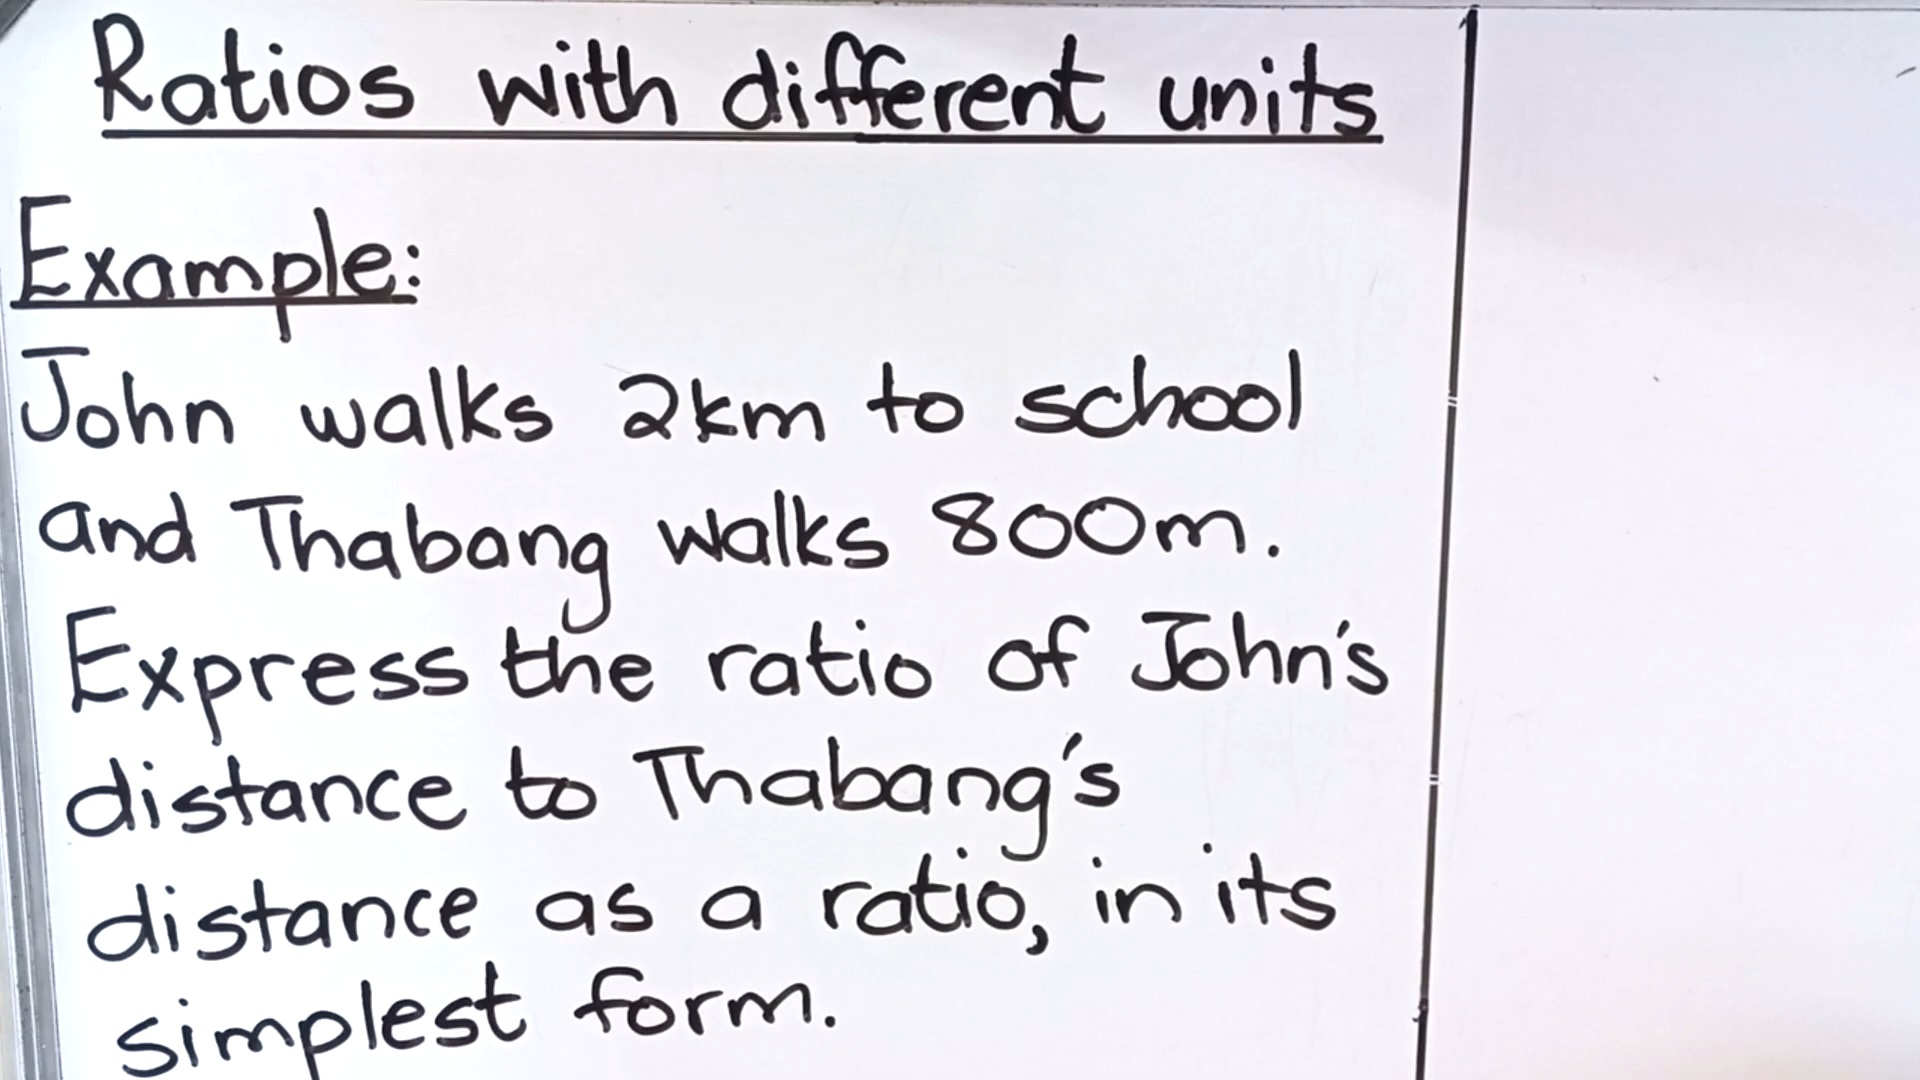 Ratios with different units
Example:
John walks 2km to school
and Thabang walks 800m.
Express the ratio of John's
distance to Thabang's
distance as a ratio, in its
simplest form.